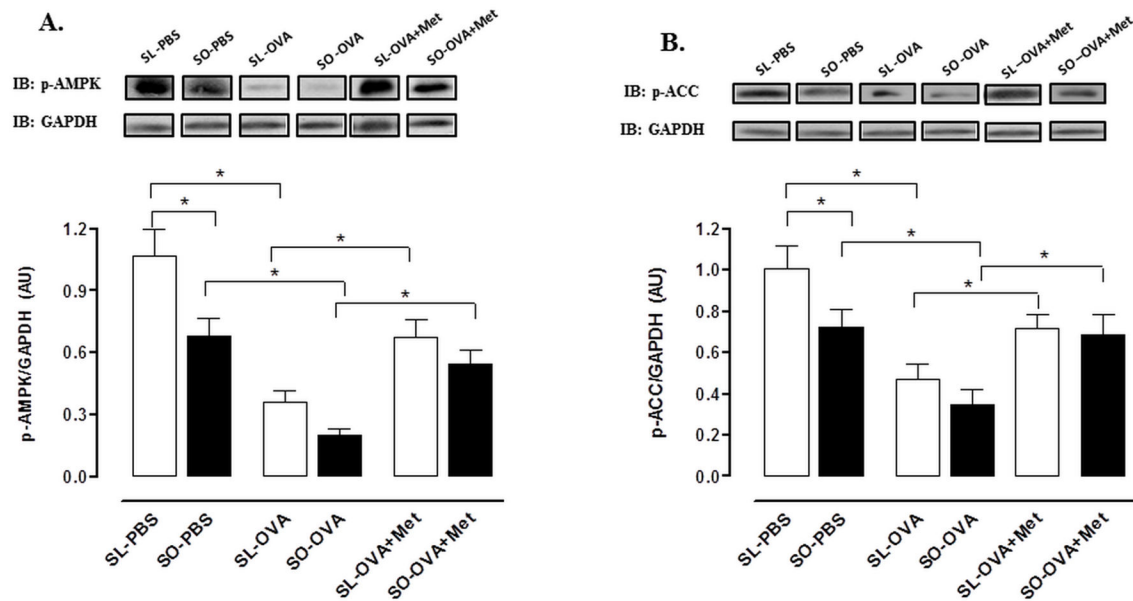 A.
SL-PBS SO-PBS SL-OVA SO-OVA SL-OVA+Met SO-OVA+Met
IB: p-AMPK
IB: GAPDH
* 
*
*
*
*
p-AMPK/GAPDH (AU)
1.2
0.9
0.6
0.3
0.0
SL-PBS SO-PBS SL-OVA SO-OVA SL-OVA+Met SO-OVA+Met
B.
SL-PBS SO-PBS SL-OVA SO-OVA SL-OVA+Met SO-OVA+Met
IB: p-ACC
IB: GAPDH
*
*
*
*
*
p-ACC/GAPDH (AU)
1.2
1.0
0.8
0.6
0.4
0.2
0.0
SL-PBS SO-PBS SL-OVA SO-OVA SL-OVA+Met SO-OVA+Met